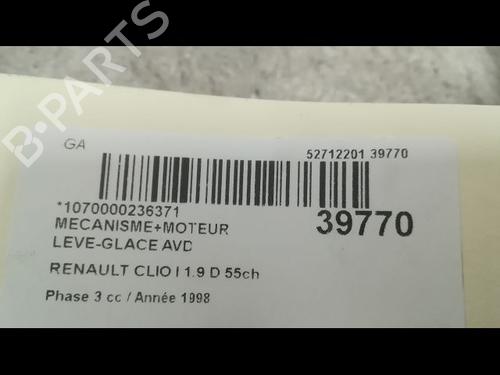 B-PARTS
GA
52712201 39770
*1070000236371
39770
MECANISME+MOTEUR
LEVE-GLACE AVD
RENAULT CLIO I 1.9 D 55ch
Phase 3 cc / Année 1998